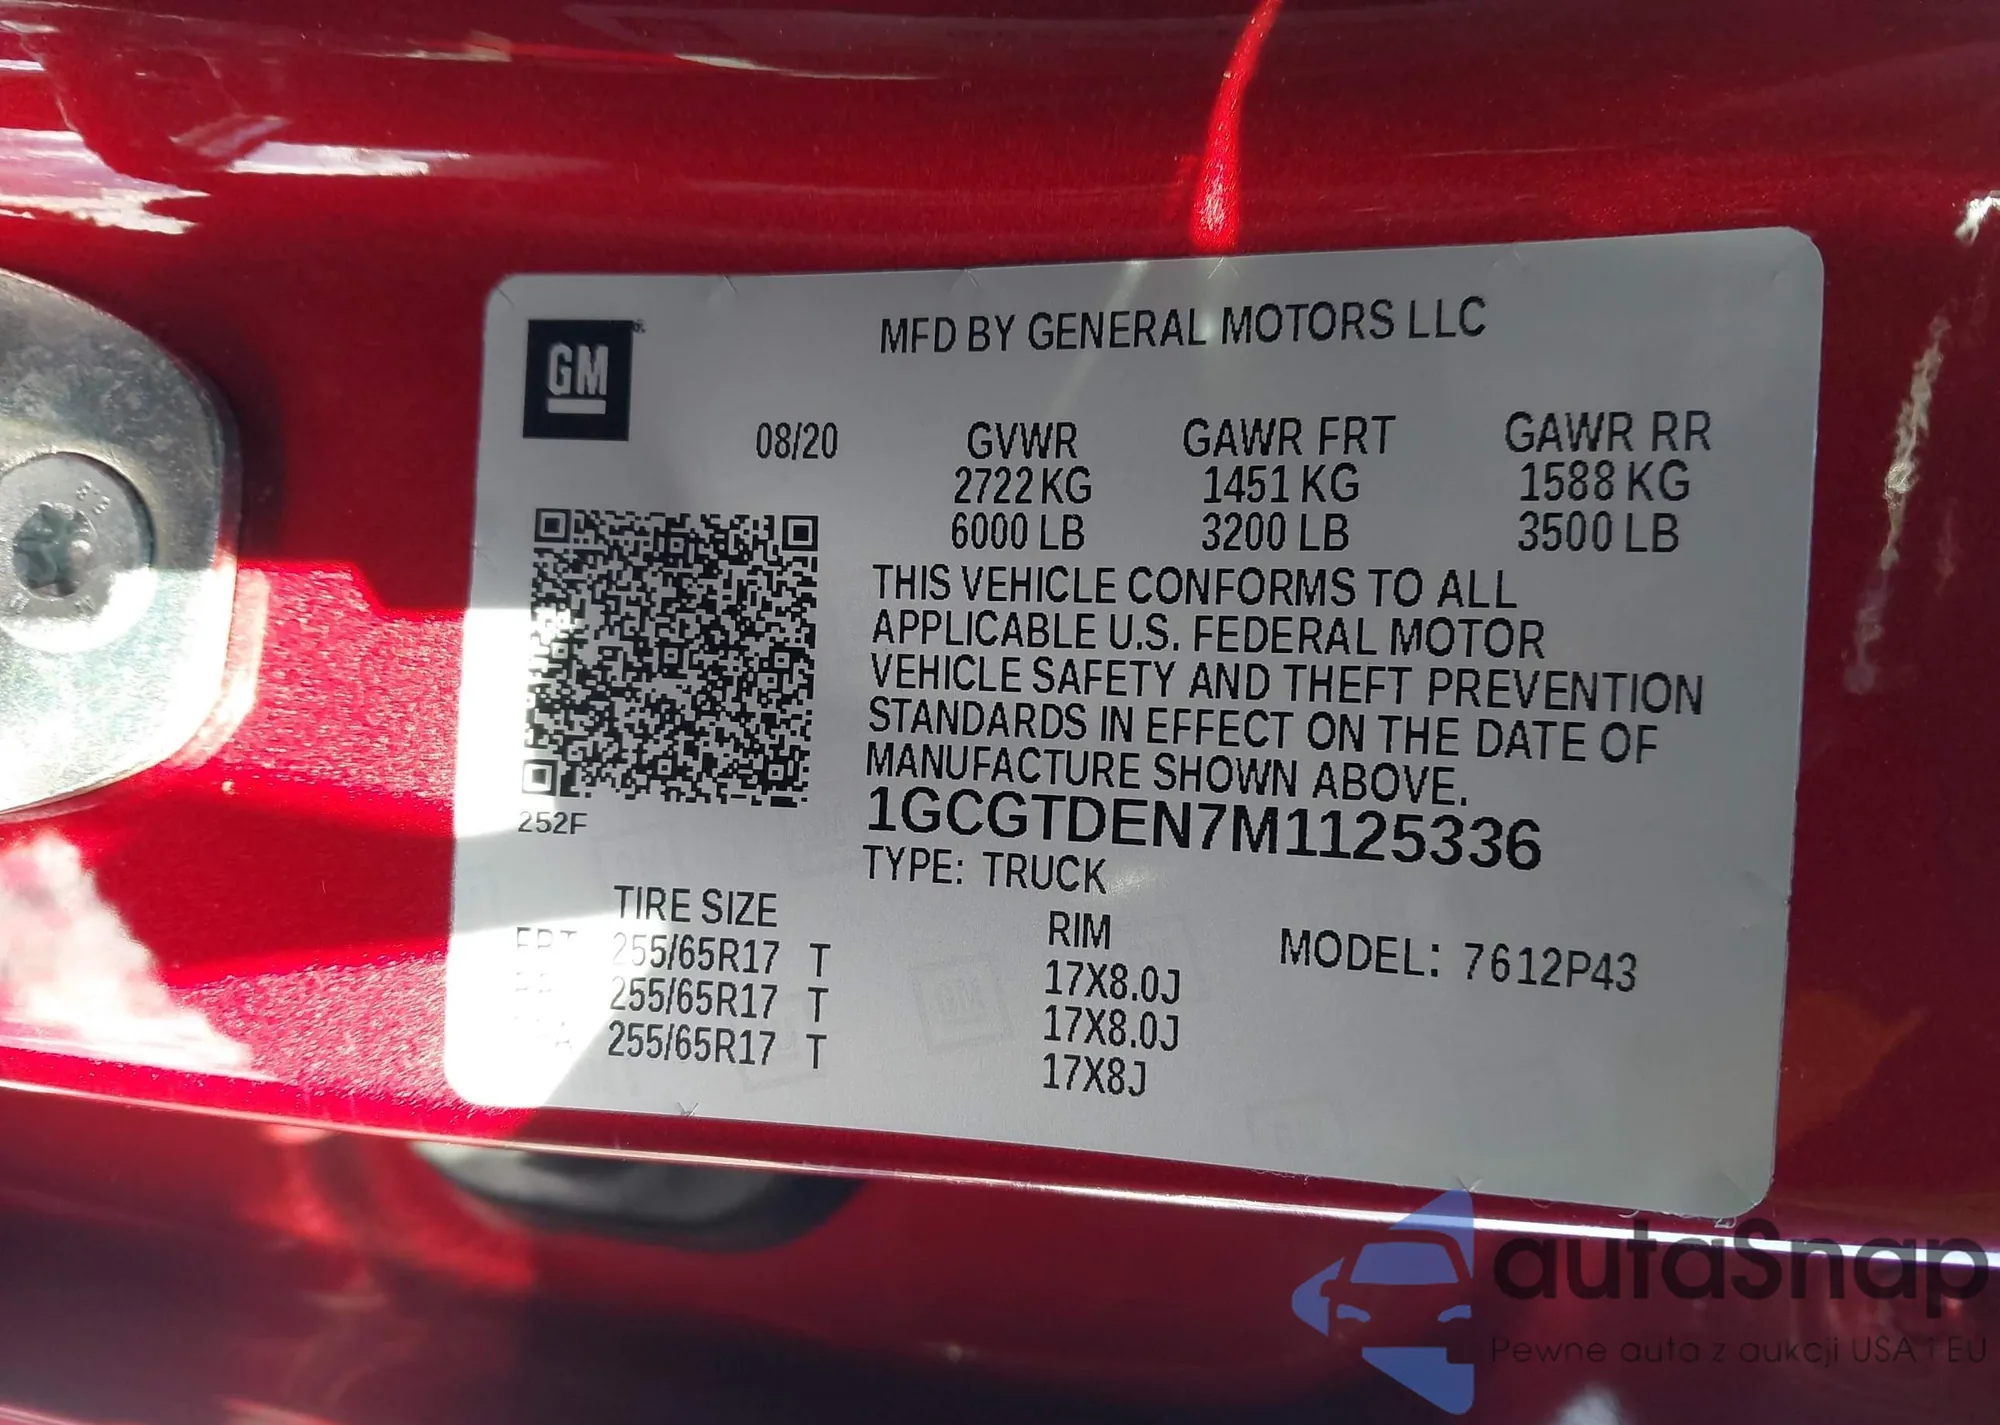 GM
MFD BY GENERAL MOTORS LLC
08/20 GVWR GAWR FRT GAWR RR
2722KG 1451 KG 1588 KG
6000 LB 3200 LB 3500 LB
THIS VEHICLE CONFORMS TO ALL
APPLICABLE U.S. FEDERAL MOTOR
VEHICLE SAFETY AND THEFT PREVENTION
STANDARDS IN EFFECT ON THE DATE OF
MANUFACTURE SHOWN ABOVE.
252F
1GCGTDEN7M1125336
TYPE: TRUCK
TIRE SIZE RIM MODEL: 7612P43
FRT 255/65R17 T 17X8.0J
255/65R17 T 17X8.0J
255/65R17 T 17X8J
autaSnap
Pewne auta z aukcji USA i EU